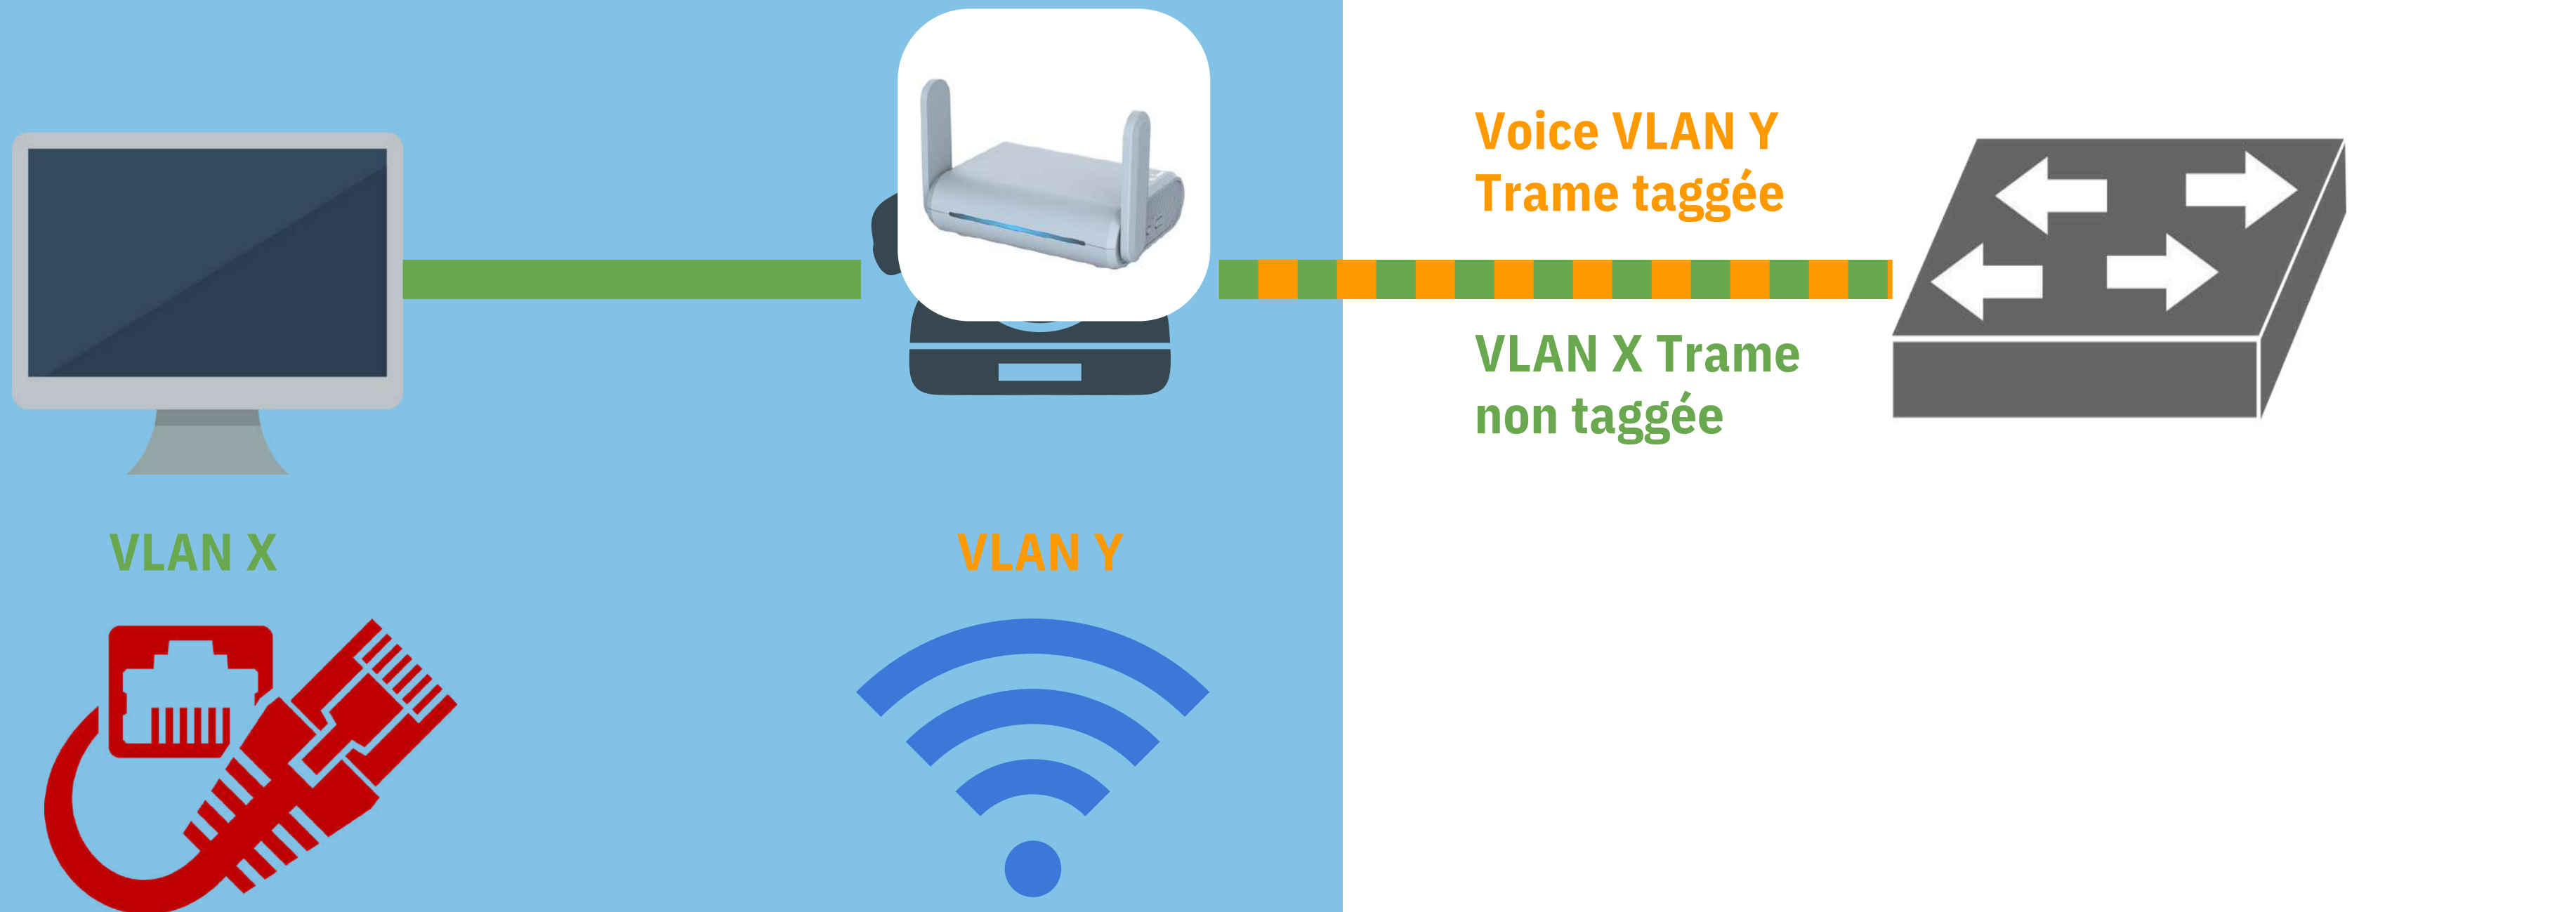 Voice VLAN Y
Trame taggée
VLAN X Trame
non taggée
VLAN X
VLAN Y